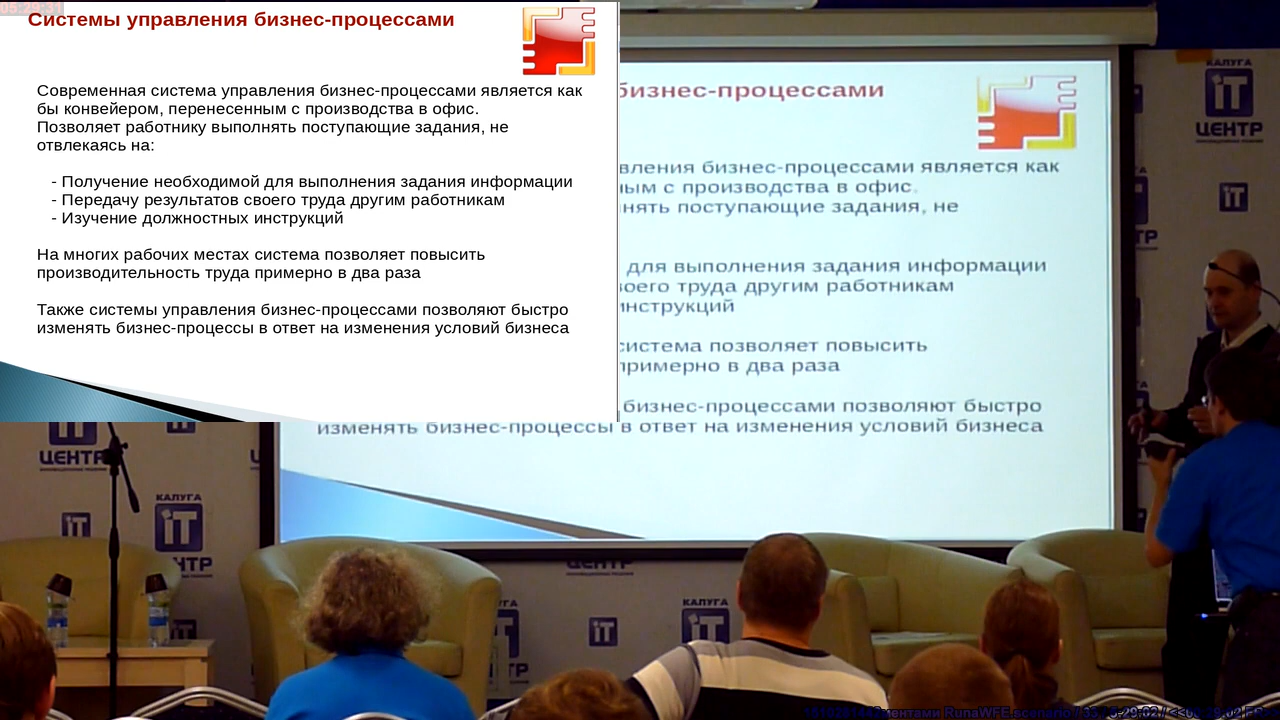 05:29:31
Системы управления бизнес-процессами
Современная система управления бизнес-процессами является как
бы конвейером, перенесенным с производства в офис.
Позволяет работнику выполнять поступающие задания, не
отвлекаясь на:
- Получение необходимой для выполнения задания информации
- Передачу результатов своего труда другим работникам
- Изучение должностных инструкций
На многих рабочих местах система позволяет повысить
производительность труда примерно в два раза
Также системы управления бизнес-процессами позволяют быстро
изменять бизнес-процессы в ответ на изменения условий бизнеса
бизнес-процессами
вления бизнес-процессами является как
ным с производства в офис.
нять поступающие задания, не
для выполнения задания информации
воего труда другим работникам
инструкций
система позволяет повысить
примерно в два раза
бизнес-процессами позволяют быстро
изменять бизнес-процессы в ответ на изменения условий бизнеса
КАЛУГА
iT
ЦЕНТР
iT
ЦЕНТР
ЦЕНТР
КАЛУГА
iT
НТР
ЦЕНТР
iT
КАЛУГА
iT
RunaWFE